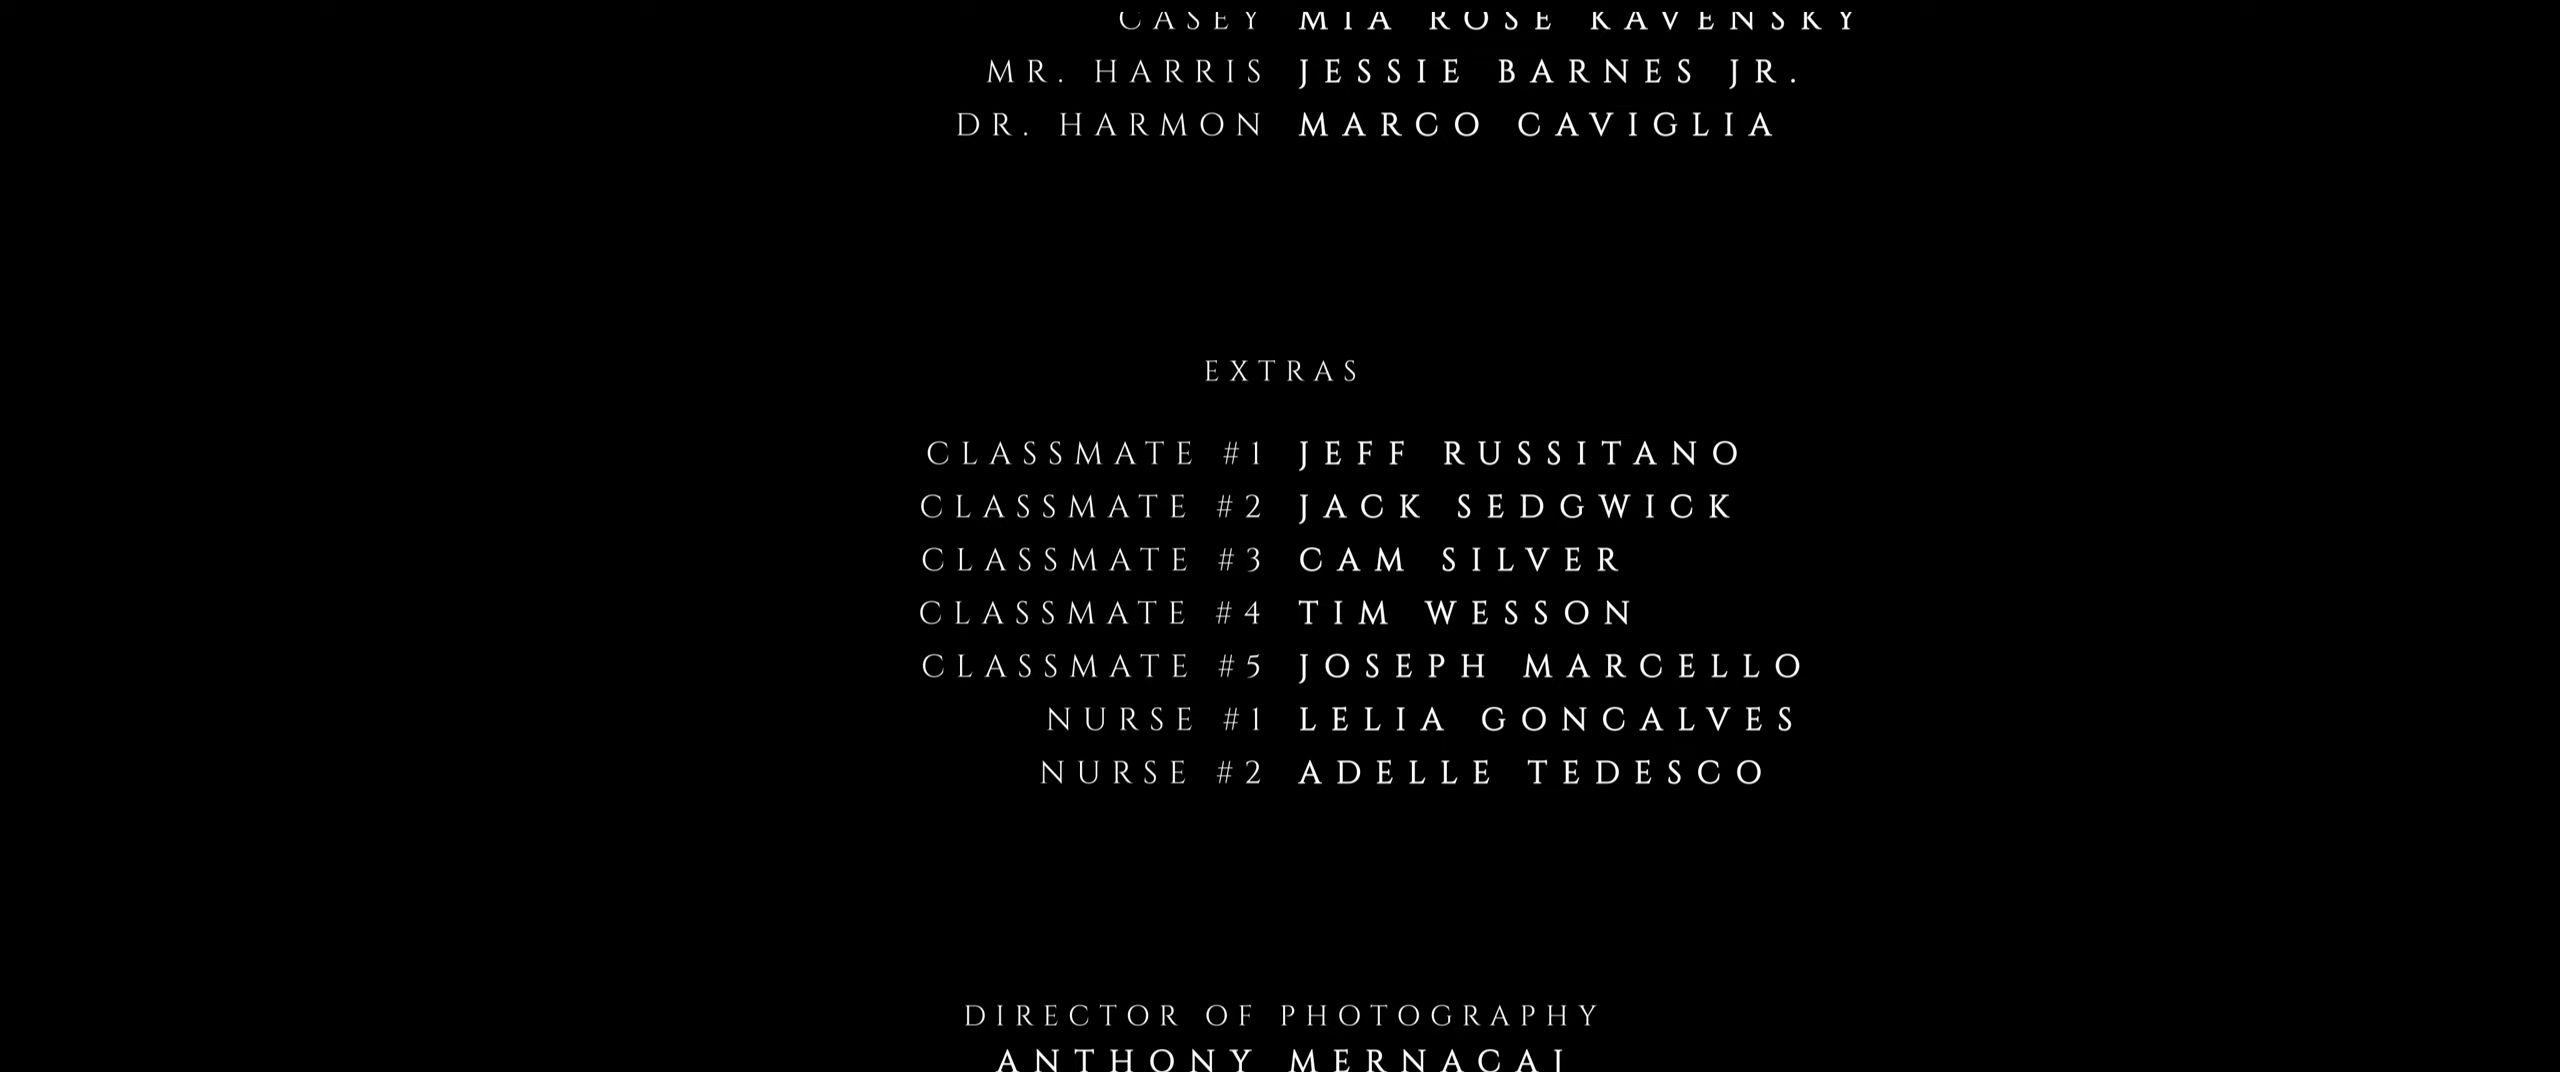 CASEY MIA ROSE KAVENSKY
MR. HARRIS JESSIE BARNES JR.
DR. HARMON MARCO CAVIGLIA
EXTRAS
CLASSMATE #1 JEFF RUSSITANO
CLASSMATE #2 JACK SEDGWICK
CLASSMATE #3 CAM SILVER
CLASSMATE #4 TIM WESSON
CLASSMATE #5 JOSEPH MARCELLO
NURSE #1 LELIA GONCALVES
NURSE #2 ADELLE TEDESCO
DIRECTOR OF PHOTOGRAPHY
ANTHONY MERNACAJ